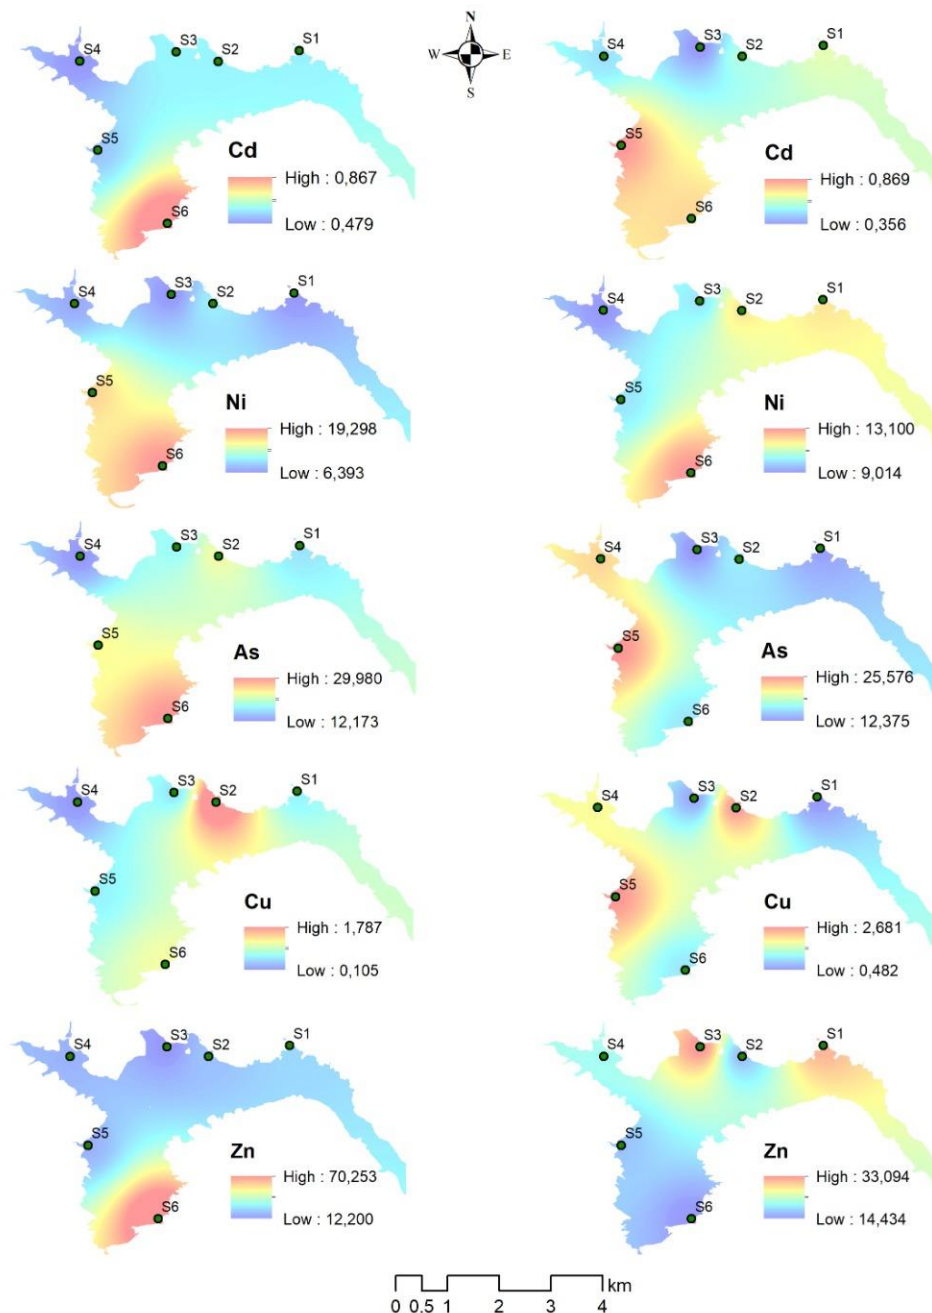 N
W E
S
S4 S3 S2 S1
S5
S6
Cd
High : 0,867
Low : 0,479
S4 S3 S2 S1
S5
S6
Cd
High : 0,869
Low : 0,356
S4 S3 S2 S1
S5
S6
Ni
High : 19,298
Low : 6,393
S4 S3 S2 S1
S5
S6
Ni
High : 13,100
Low : 9,014
S4 S3 S2 S1
S5
S6
As
High : 29,980
Low : 12,173
S4 S3 S2 S1
S5
S6
As
High : 25,576
Low : 12,375
S4 S3 S2 S1
S5
S6
Cu
High : 1,787
Low : 0,105
S4 S3 S2 S1
S5
S6
Cu
High : 2,681
Low : 0,482
S4 S3 S2 S1
S5
S6
Zn
High : 70,253
Low : 12,200
S4 S3 S2 S1
S5
S6
Zn
High : 33,094
Low : 14,434
km
0 0.5 1 2 3 4